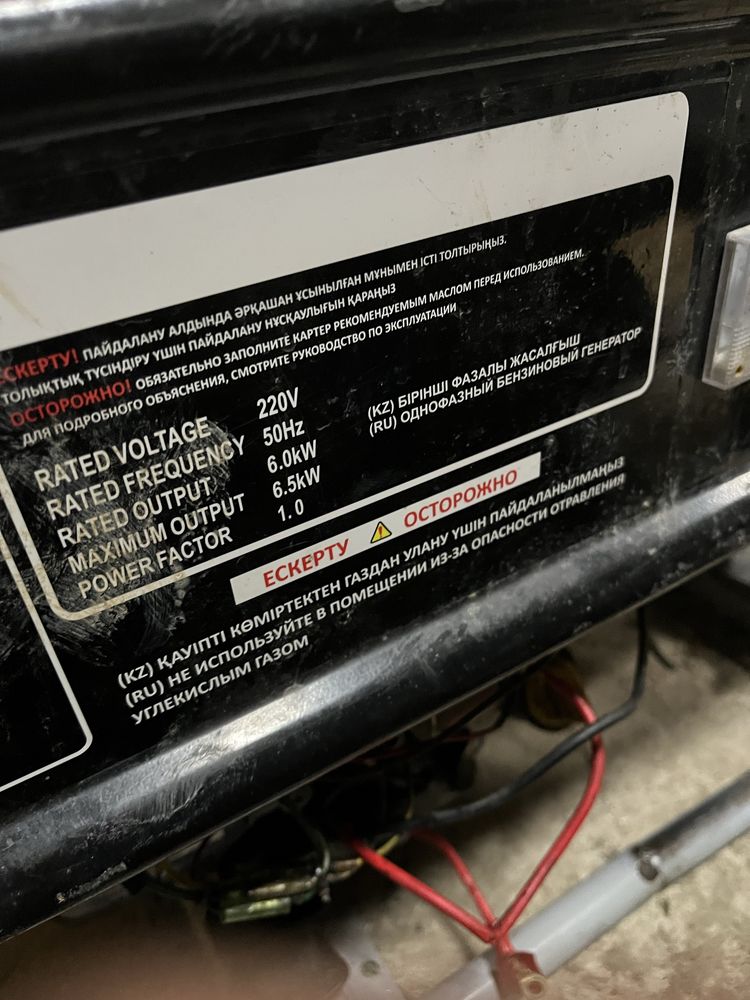 ЕСКЕРТУ! ПАЙДАЛАНУ АЛДЫНДА ӘРҚАШАН ҰСЫНЫЛҒАН МҰНЫМЕН ІСТІ ТОЛТЫРЫҢЫЗ.
ТОЛЫҚТЫҚ ТҮСІНДІРУ ҮШІН ПАЙДАЛАНУ НҰСҚАУЛЫҒЫН ҚАРАҢЫЗ
ОСТОРОЖНО! ОБЯЗАТЕЛЬНО ЗАПОЛНИТЕ КАРТЕР РЕКОМЕНДУЕМЫМ МАСЛОМ ПЕРЕД ИСПОЛЬЗОВАНИЕМ.
ДЛЯ ПОДРОБНОГО ОБЪЯСНЕНИЯ, СМОТРИТЕ РУКОВОДСТВО ПО ЭКСПЛУАТАЦИИ
RATED VOLTAGE 220V
RATED FREQUENCY 50Hz
RATED OUTPUT 6.0kW
MAXIMUM OUTPUT 6.5kW
POWER FACTOR 1.0
(KZ) БІРІНШІ ФАЗАЛЫ ЖАСАЛҒЫШ
(RU) ОДНОФАЗНЫЙ БЕНЗИНОВЫЙ ГЕНЕРАТОР
ЕСКЕРТУ ОСТОРОЖНО
(KZ) ҚАУІПТІ КӨМІРТЕКТЕН ГАЗДАН УЛАНУ ҮШІН ПАЙДАЛАНЫЛМАҢЫЗ
(RU) НЕ ИСПОЛЬЗУЙТЕ В ПОМЕЩЕНИИ ИЗ-ЗА ОПАСНОСТИ ОТРАВЛЕНИЯ
УГЛЕКИСЛЫМ ГАЗОМ